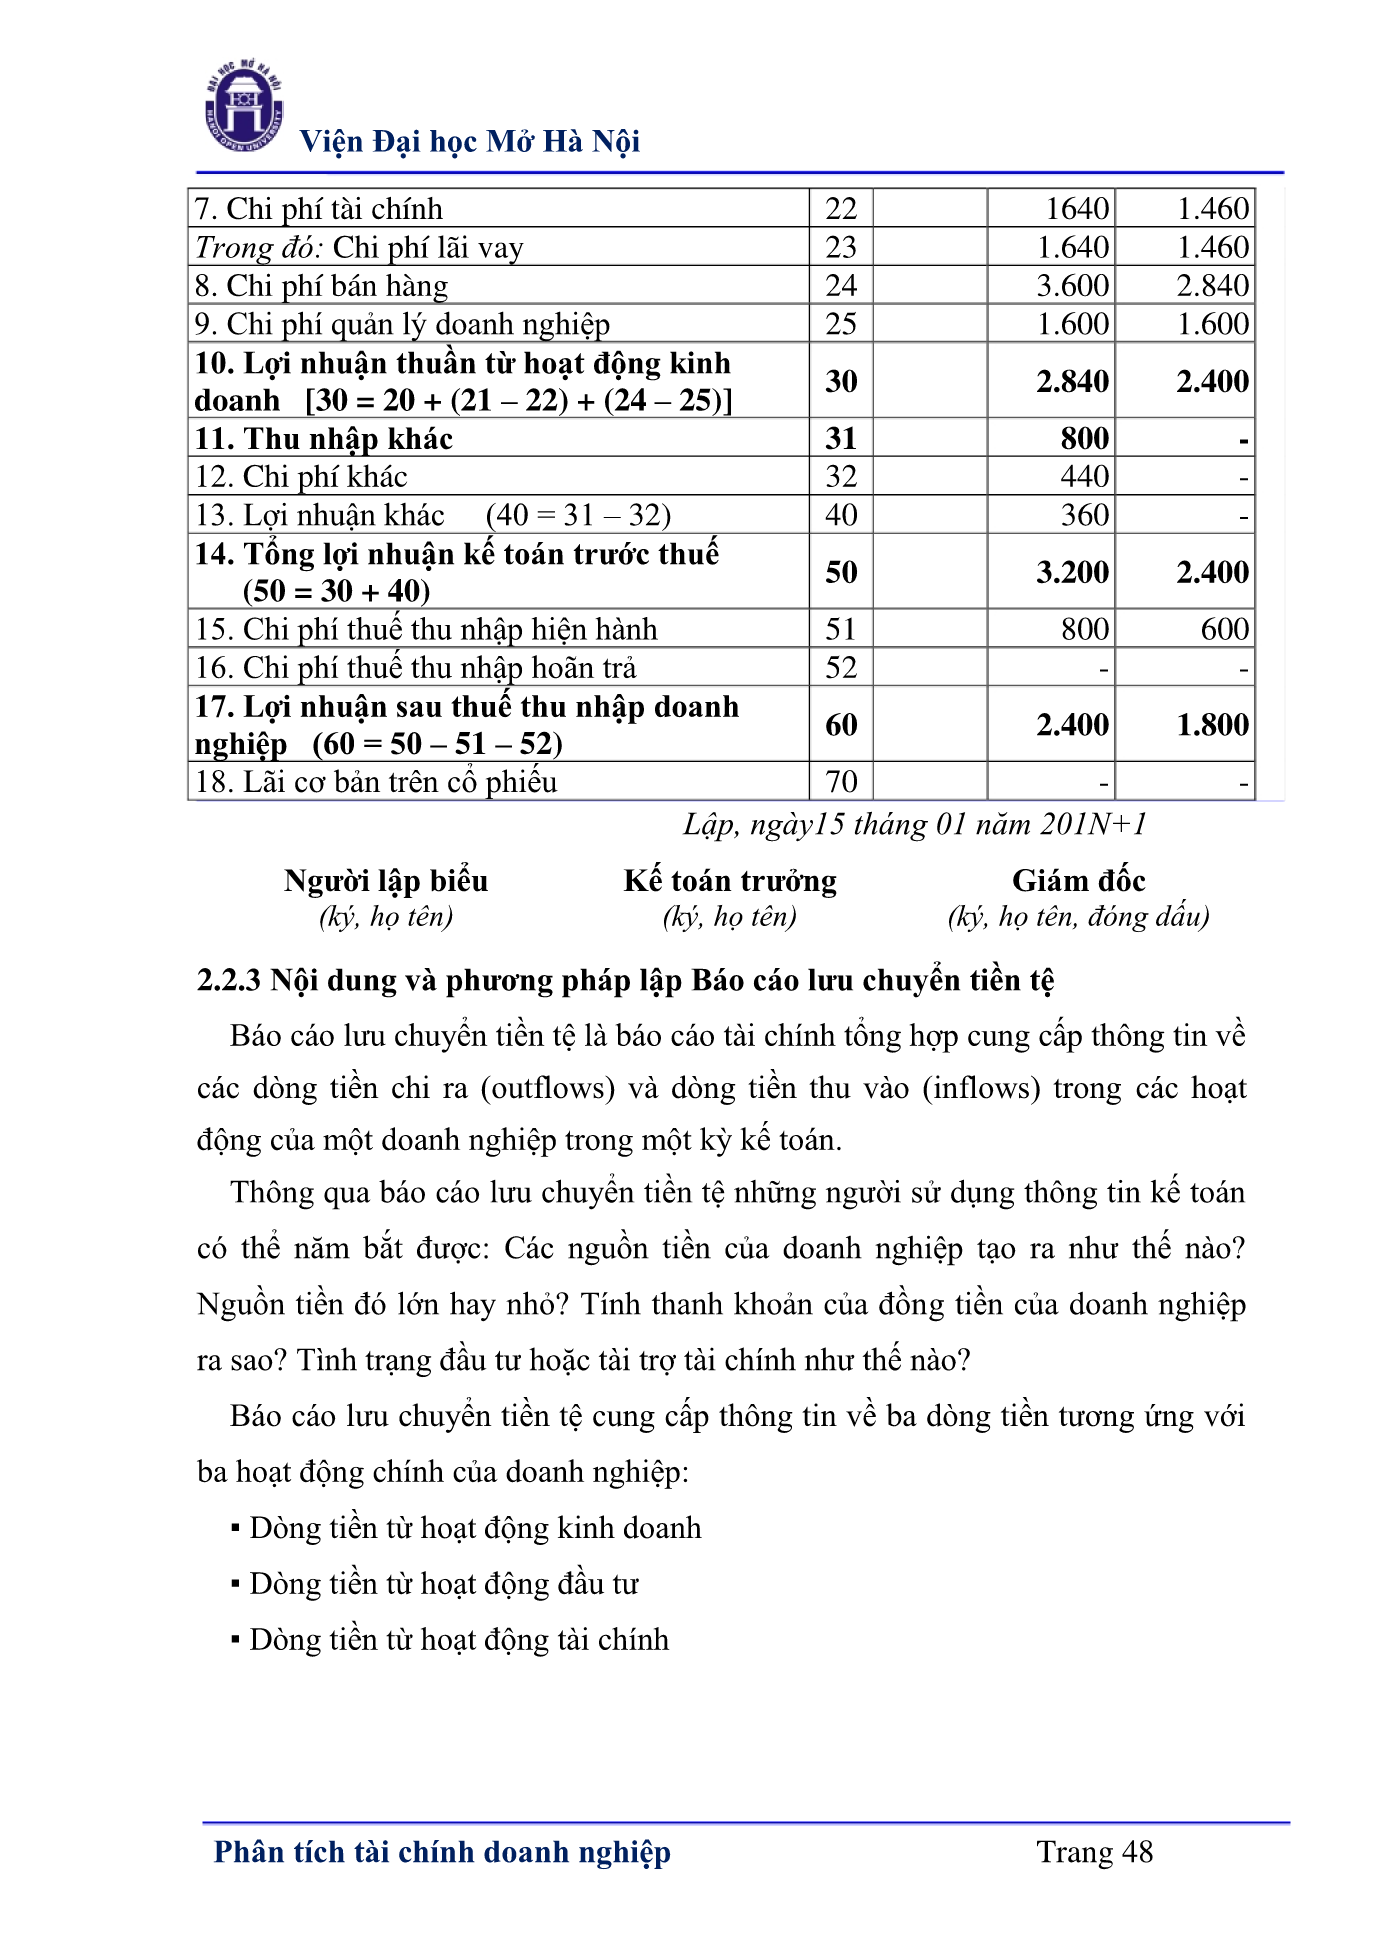 ĐẠI HỌC MỞ HÀ NỘI
HANOI OPEN UNIVERSITY
Viện Đại học Mở Hà Nội
7. Chi phí tài chính 22 1640 1.460
Trong đó: Chi phí lãi vay 23 1.640 1.460
8. Chi phí bán hàng 24 3.600 2.840
9. Chi phí quản lý doanh nghiệp 25 1.600 1.600
10. Lợi nhuận thuần từ hoạt động kinh
doanh [30 = 20 + (21 – 22) + (24 – 25)] 30 2.840 2.400
11. Thu nhập khác 31 800 -
12. Chi phí khác 32 440 -
13. Lợi nhuận khác (40 = 31 – 32) 40 360 -
14. Tổng lợi nhuận kế toán trước thuế
(50 = 30 + 40) 50 3.200 2.400
15. Chi phí thuế thu nhập hiện hành 51 800 600
16. Chi phí thuế thu nhập hoãn trả 52 - -
17. Lợi nhuận sau thuế thu nhập doanh
nghiệp (60 = 50 – 51 – 52) 60 2.400 1.800
18. Lãi cơ bản trên cổ phiếu 70 - -
Lập, ngày15 tháng 01 năm 201N+1
Người lập biểu Kế toán trưởng Giám đốc
(ký, họ tên) (ký, họ tên) (ký, họ tên, đóng dấu)
2.2.3 Nội dung và phương pháp lập Báo cáo lưu chuyển tiền tệ
Báo cáo lưu chuyển tiền tệ là báo cáo tài chính tổng hợp cung cấp thông tin về
các dòng tiền chi ra (outflows) và dòng tiền thu vào (inflows) trong các hoạt
động của một doanh nghiệp trong một kỳ kế toán.
Thông qua báo cáo lưu chuyển tiền tệ những người sử dụng thông tin kế toán
có thể năm bắt được: Các nguồn tiền của doanh nghiệp tạo ra như thế nào?
Nguồn tiền đó lớn hay nhỏ? Tính thanh khoản của đồng tiền của doanh nghiệp
ra sao? Tình trạng đầu tư hoặc tài trợ tài chính như thế nào?
Báo cáo lưu chuyển tiền tệ cung cấp thông tin về ba dòng tiền tương ứng với
ba hoạt động chính của doanh nghiệp:
▪ Dòng tiền từ hoạt động kinh doanh
▪ Dòng tiền từ hoạt động đầu tư
▪ Dòng tiền từ hoạt động tài chính
Phân tích tài chính doanh nghiệp Trang 48